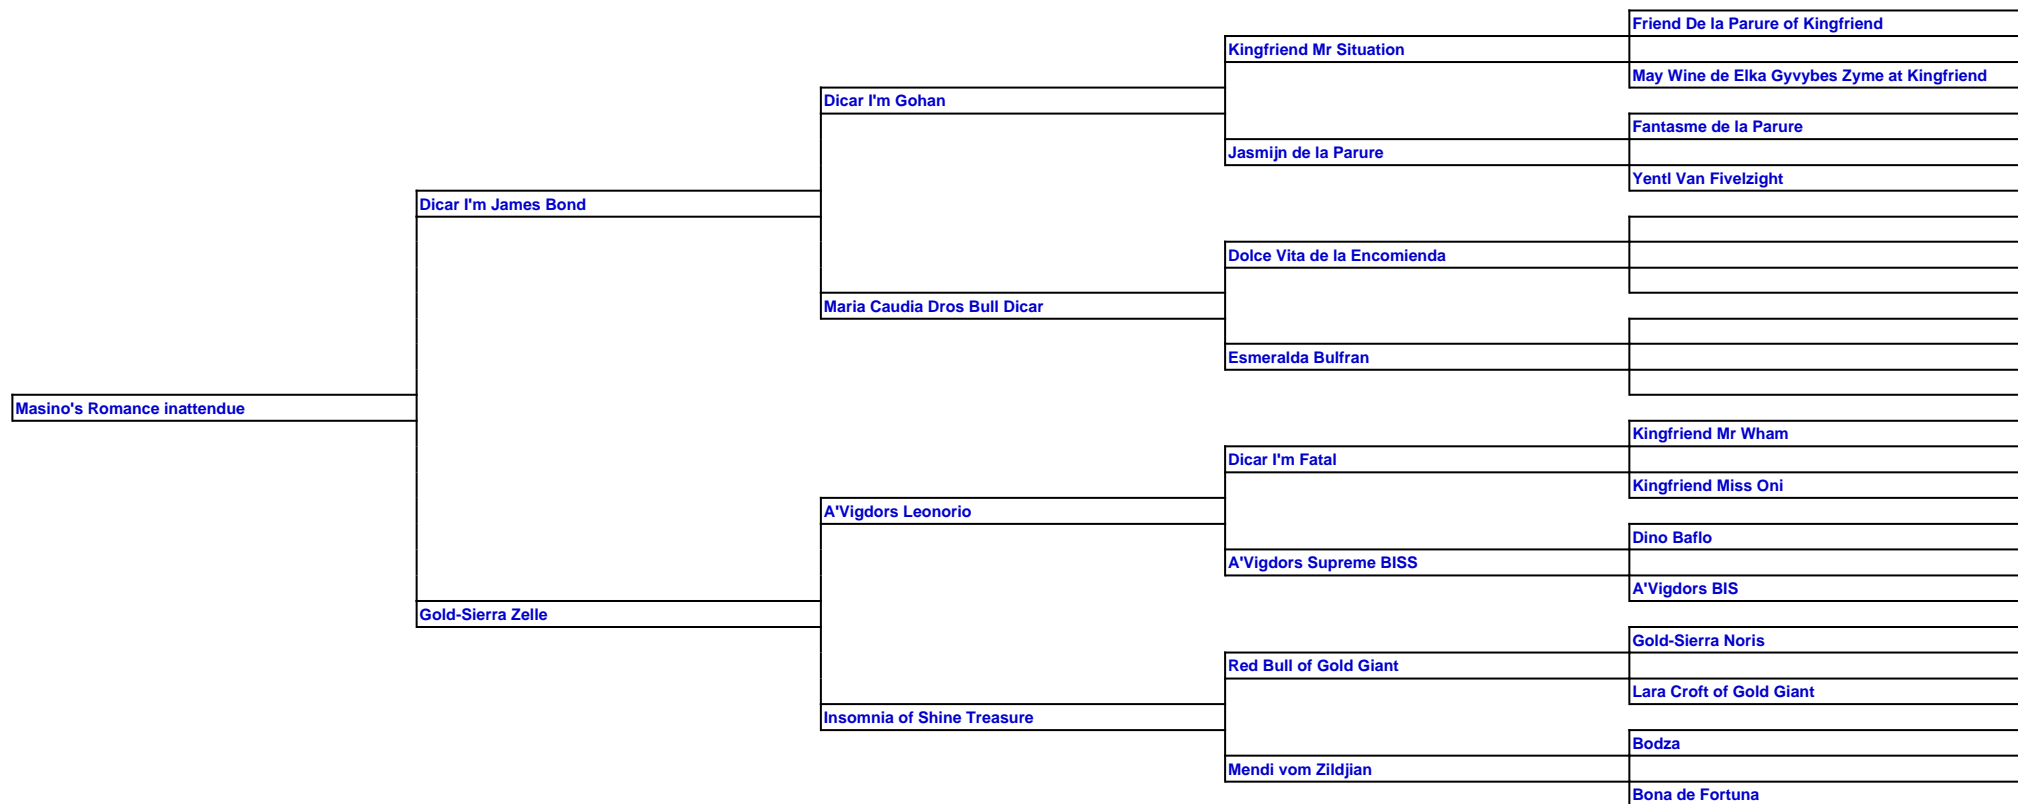 Friend De la Parure of Kingfriend
Kingfriend Mr Situation
May Wine de Elka Gyvybes Zyme at Kingfriend
Dicar I'm Gohan
Fantasme de la Parure
Jasmijn de la Parure
Yentl Van Fivelzight
Dicar I'm James Bond
Dolce Vita de la Encomienda
Maria Caudia Dros Bull Dicar
Esmeralda Bulfran
Masino's Romance inattendue
Kingfriend Mr Wham
Dicar I'm Fatal
Kingfriend Miss Oni
A'Vigdors Leonorio
Dino Baflo
A'Vigdors Supreme BISS
A'Vigdors BIS
Gold-Sierra Zelle
Gold-Sierra Noris
Red Bull of Gold Giant
Lara Croft of Gold Giant
Insomnia of Shine Treasure
Bodza
Mendi vom Zildjian
Bona de Fortuna